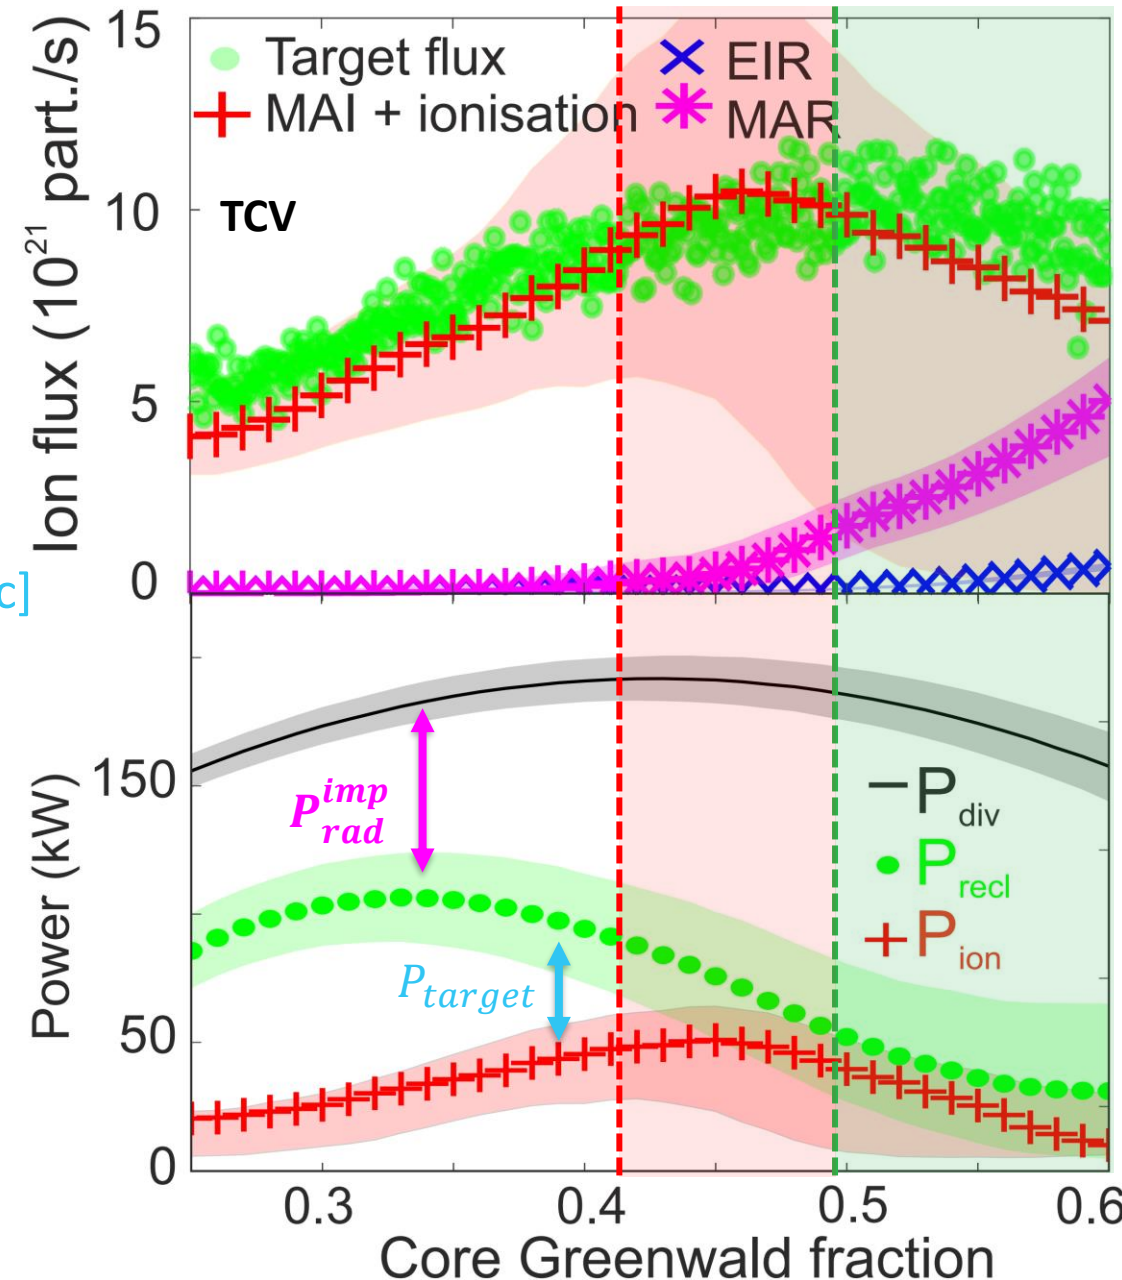 15
Target flux
EIR
MAI + ionisation
MAR
Ion flux (10²¹ part./s)
10
TCV
5
0
c]
Power (kW)
150
P_rad^imp
P_target
P_div
P_recl
P_ion
50
0
0.3 0.4 0.5 0.6
Core Greenwald fraction